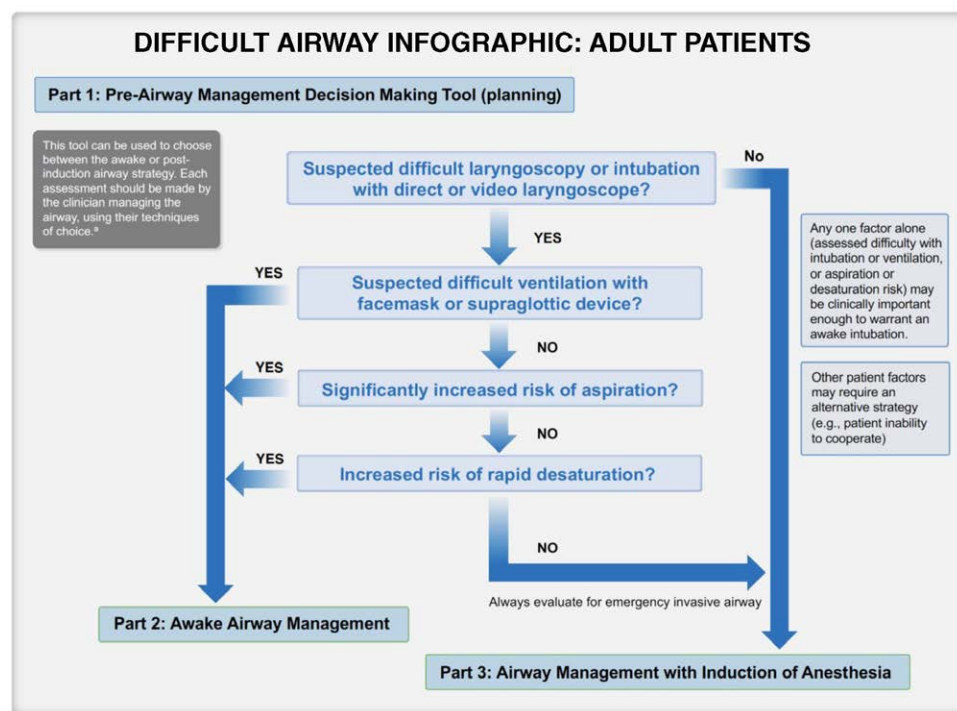 DIFFICULT AIRWAY INFOGRAPHIC: ADULT PATIENTS
Part 1: Pre-Airway Management Decision Making Tool (planning)
This tool can be used to choose
between the awake or post-
induction airway strategy. Each
assessment should be made by
the clinician managing the
airway, using their techniques
of choice.ᵃ
Suspected difficult laryngoscopy or intubation
with direct or video laryngoscope?
No
YES
Any one factor alone
(assessed difficulty with
intubation or ventilation,
or aspiration or
desaturation risk) may
be clinically important
enough to warrant an
awake intubation.
YES
Suspected difficult ventilation with
facemask or supraglottic device?
NO
YES
Significantly increased risk of aspiration?
Other patient factors
may require an
alternative strategy
(e.g., patient inability
to cooperate)
NO
YES
Increased risk of rapid desaturation?
NO
Always evaluate for emergency invasive airway
Part 2: Awake Airway Management
Part 3: Airway Management with Induction of Anesthesia